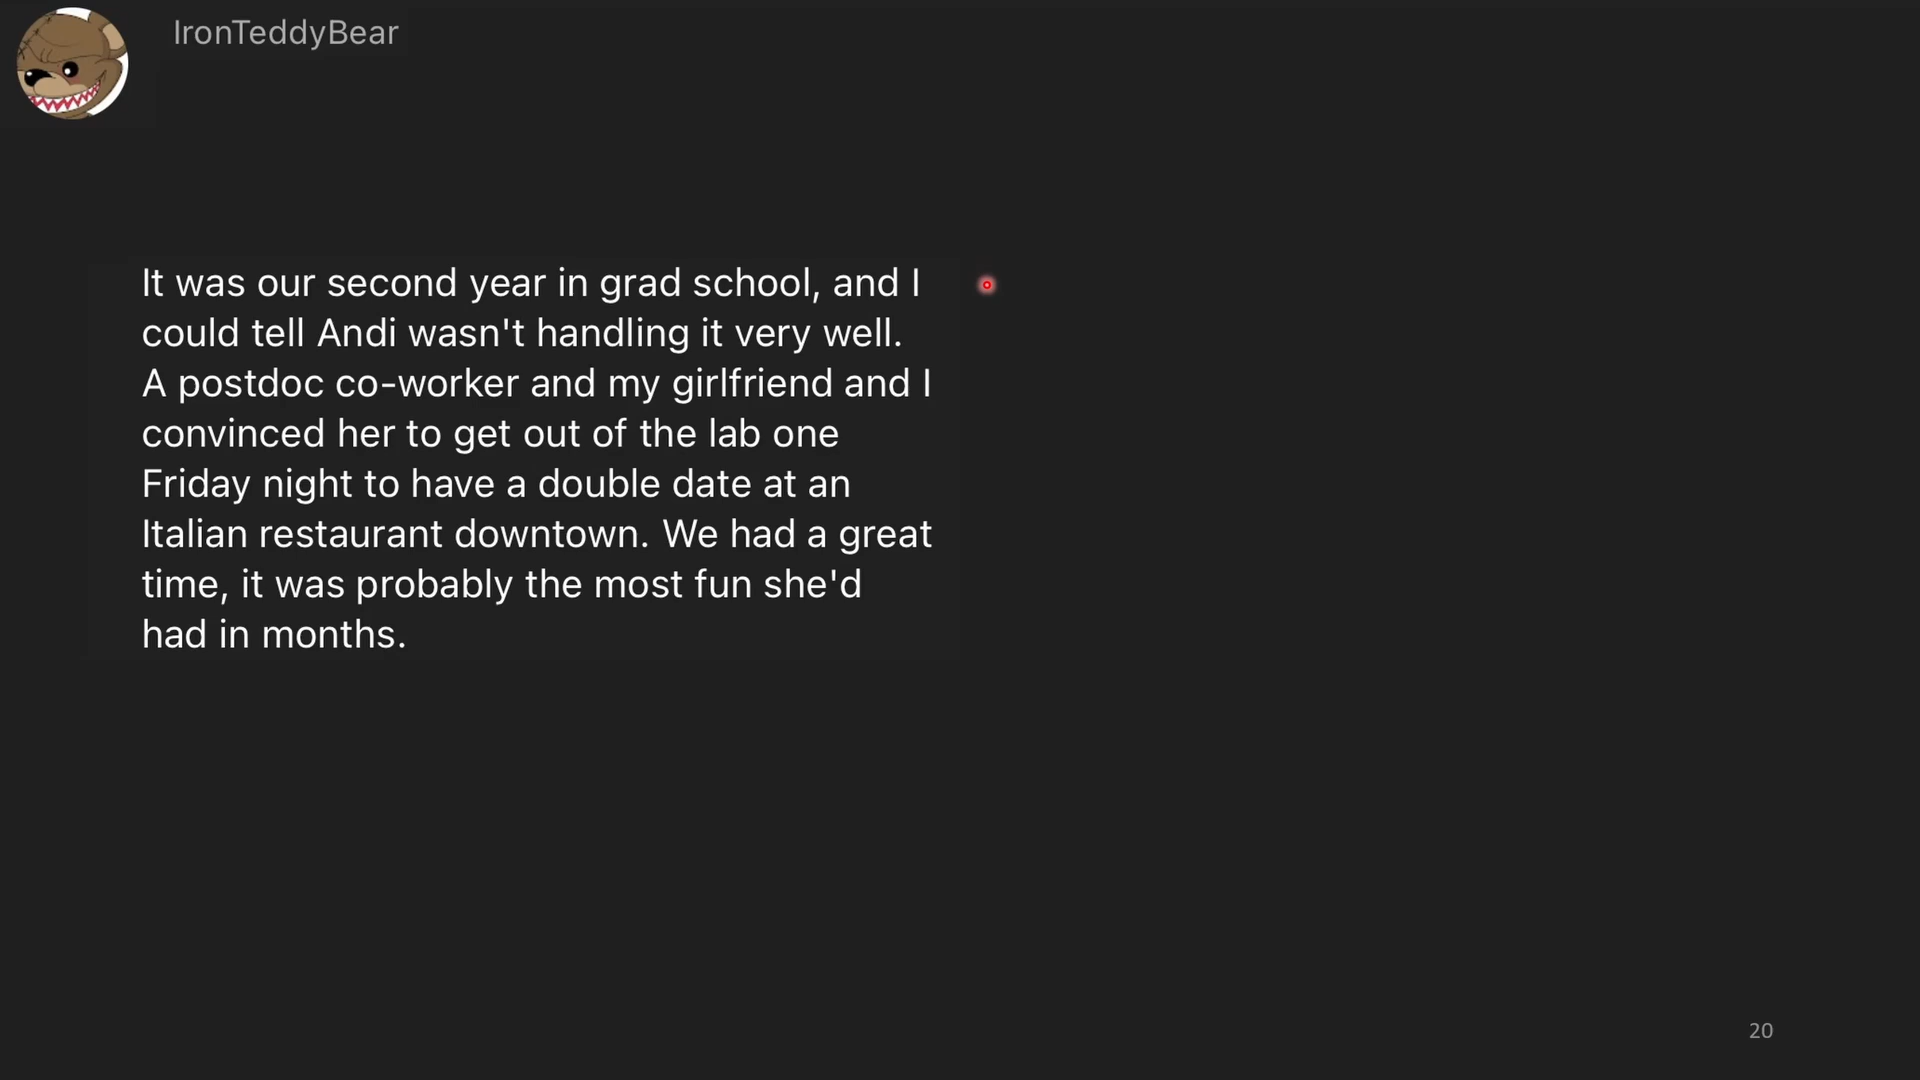 IronTeddyBear
It was our second year in grad school, and I
could tell Andi wasn't handling it very well.
A postdoc co-worker and my girlfriend and I
convinced her to get out of the lab one
Friday night to have a double date at an
Italian restaurant downtown. We had a great
time, it was probably the most fun she'd
had in months.
20